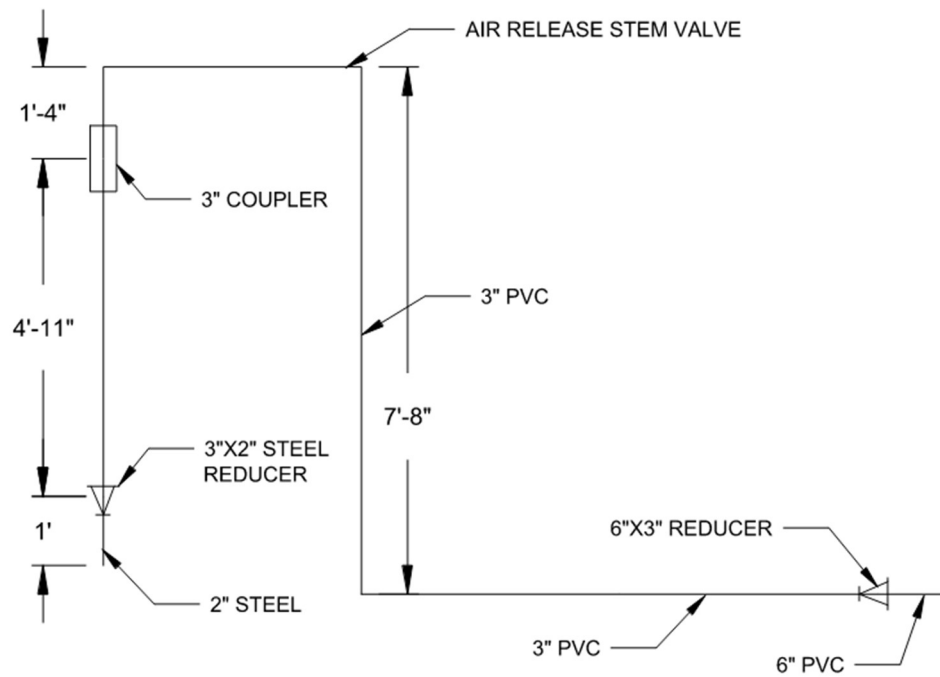 AIR RELEASE STEM VALVE
1'-4"
3" COUPLER
3" PVC
4'-11"
7'-8"
3"X2" STEEL
REDUCER
1'
6"X3" REDUCER
2" STEEL
3" PVC
6" PVC